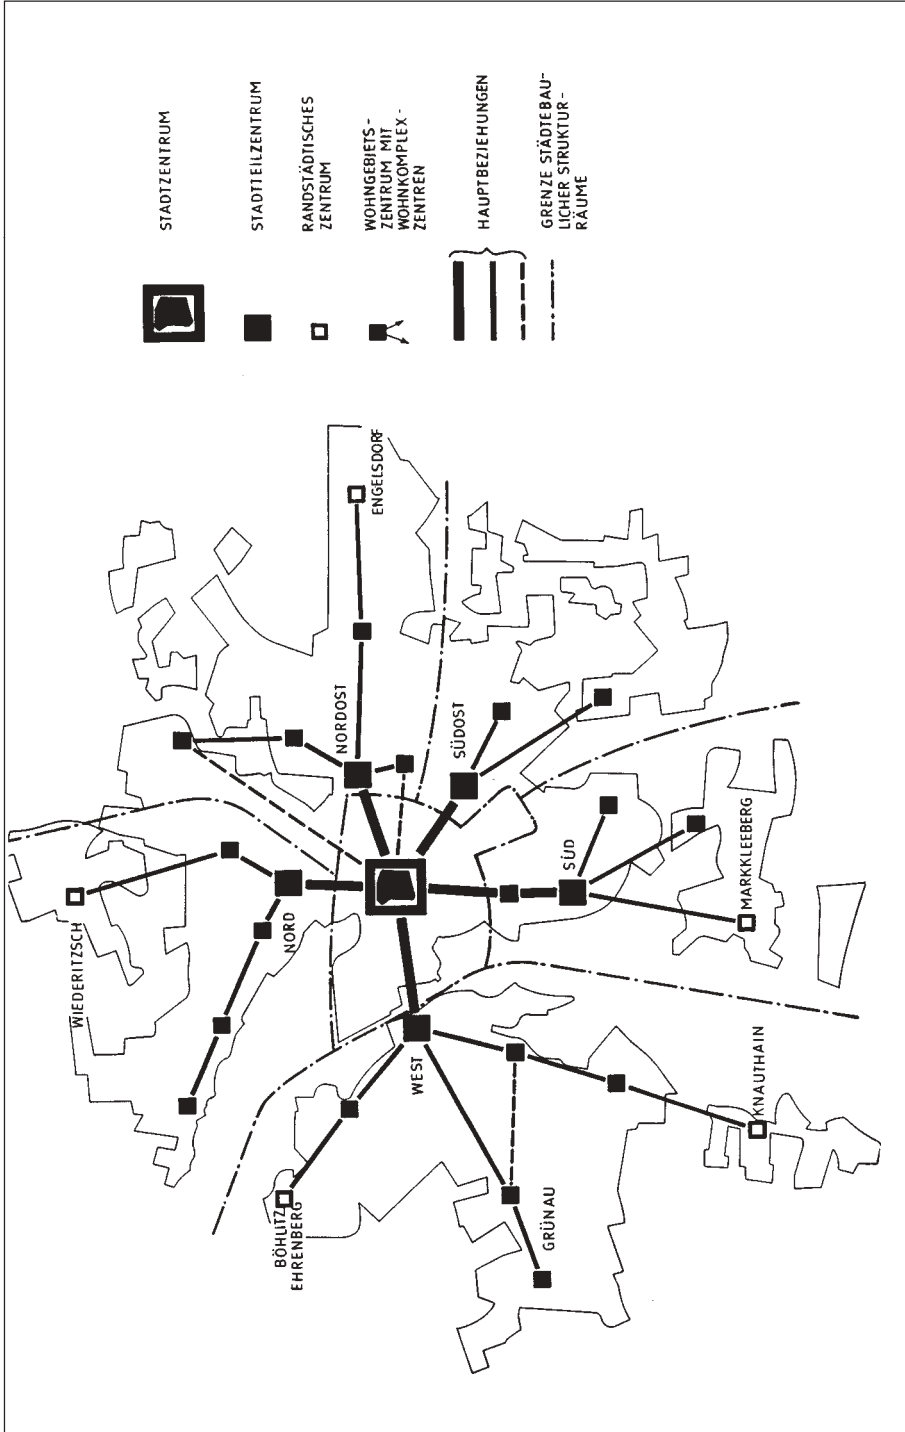 STADTZENTRUM
STADTTEILZENTRUM
RANDSTÄDTISCHES
ZENTRUM
WOHNGEBIETS-
ZENTRUM MIT
WOHNKOMPLEX-
ZENTREN
HAUPTBEZIEHUNGEN
GRENZE STÄDTEBAU-
LICHER STRUKTUR-
RÄUME
ENGELSDORF
NORDOST
SÜDOST
WIEDERITZSCH
NORD
SÜD
MARKKLEEBERG
WEST
BÖHLITZ
EHRENBERG
GRÜNAU
KNAUTHAIN